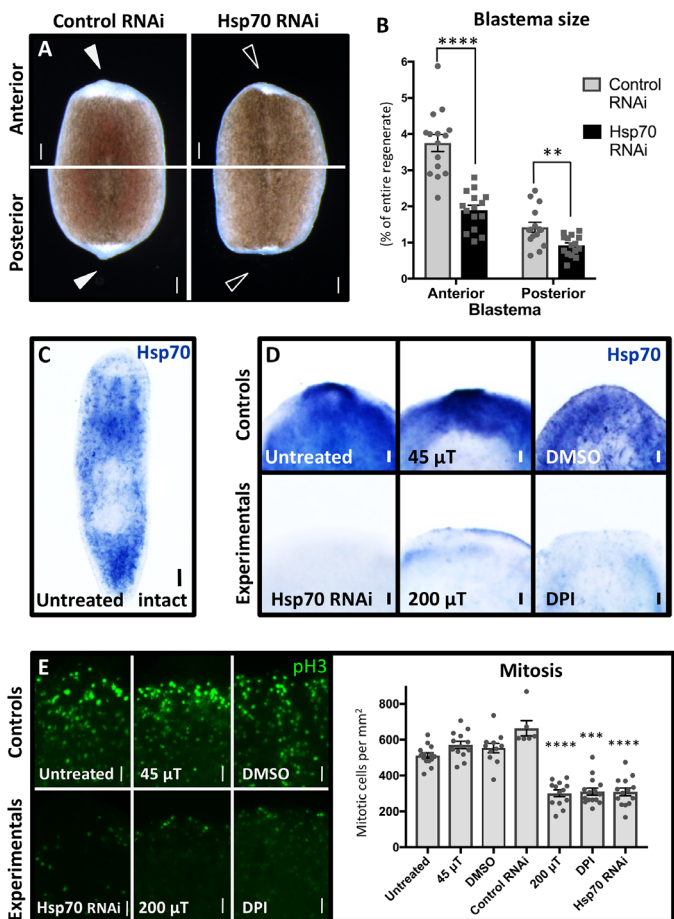 Control RNAi Hsp70 RNAi
A
Anterior
Posterior
B
Blastema size
****
**
Control
RNAi
Hsp70
RNAi
(% of entire regenerate)
6
5
4
3
2
1
0
Anterior Posterior
Blastema
C
Hsp70
Untreated intact
D
Hsp70
Controls
Untreated 45 µT DMSO
Experimentals
Hsp70 RNAi 200 µT DPI
E
pH3
Controls
Untreated 45 µT DMSO
Experimentals
Hsp70 RNAi 200 µT DPI
Mitosis
Mitotic cells per mm²
1000
800
600
400
200
0
**** *** ****
Untreated
45 µT
DMSO
Control RNAi
200 µT
DPI
Hsp70 RNAi